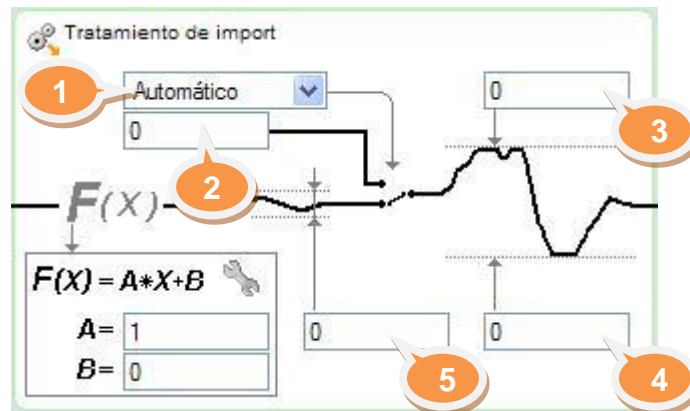 Tratamiento de import
1
Automático
0
3
0
2
F(X)
F(X) = A*X+B
A= 1
B= 0
0
5
0
4